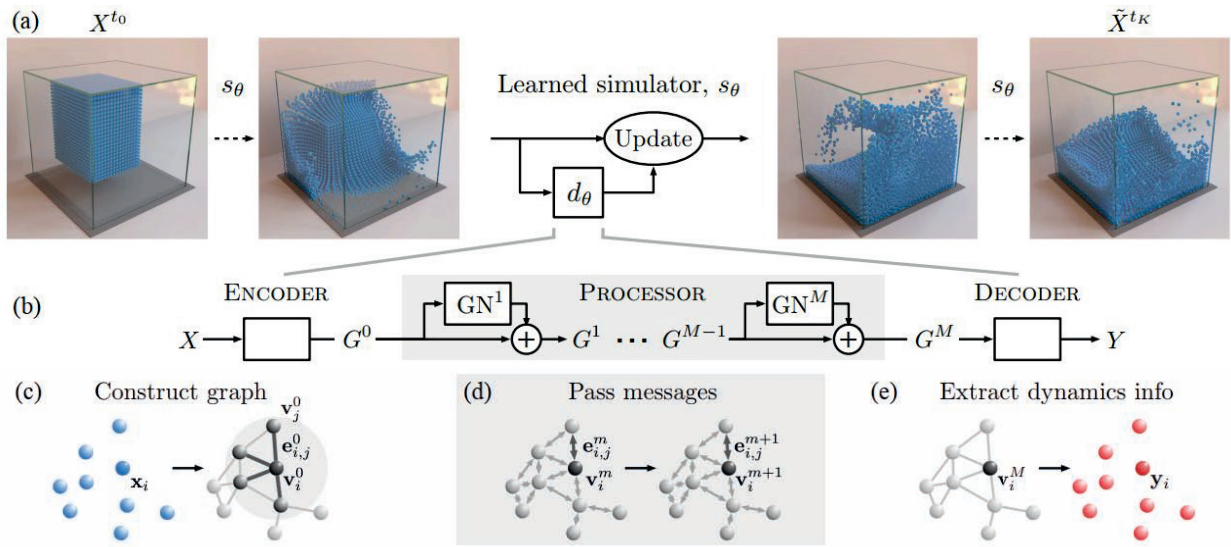 (a)
X^{t_0}
s_θ
Learned simulator, s_θ
Update
d_θ
s_θ
X̃^{t_K}
(b)
ENCODER
PROCESSOR
DECODER
GN^1
GN^M
X
G^0
+
G^1
···
G^{M-1}
+
G^M
Y
(c) Construct graph
v_j^0
e_{i,j}^0
v_i^0
x_i
(d) Pass messages
e_{i,j}^m
v_i^m
e_{i,j}^{m+1}
v_i^{m+1}
(e) Extract dynamics info
v_i^M
y_i